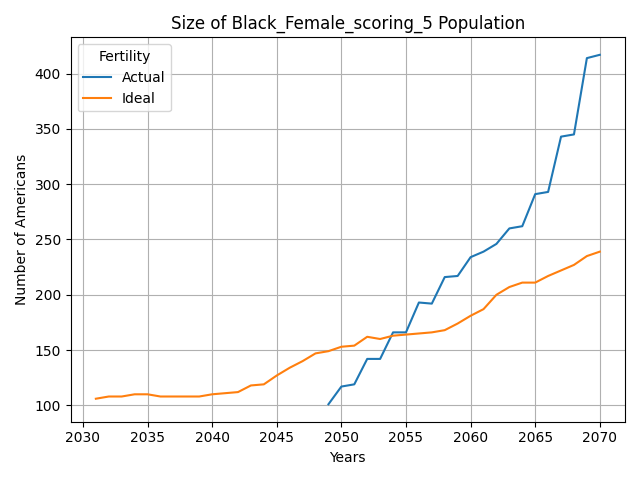 Size of Black_Female_scoring_5 Population
Fertility
Actual
Ideal
Number of Americans
400
350
300
250
200
150
100
2030 2035 2040 2045 2050 2055 2060 2065 2070
Years